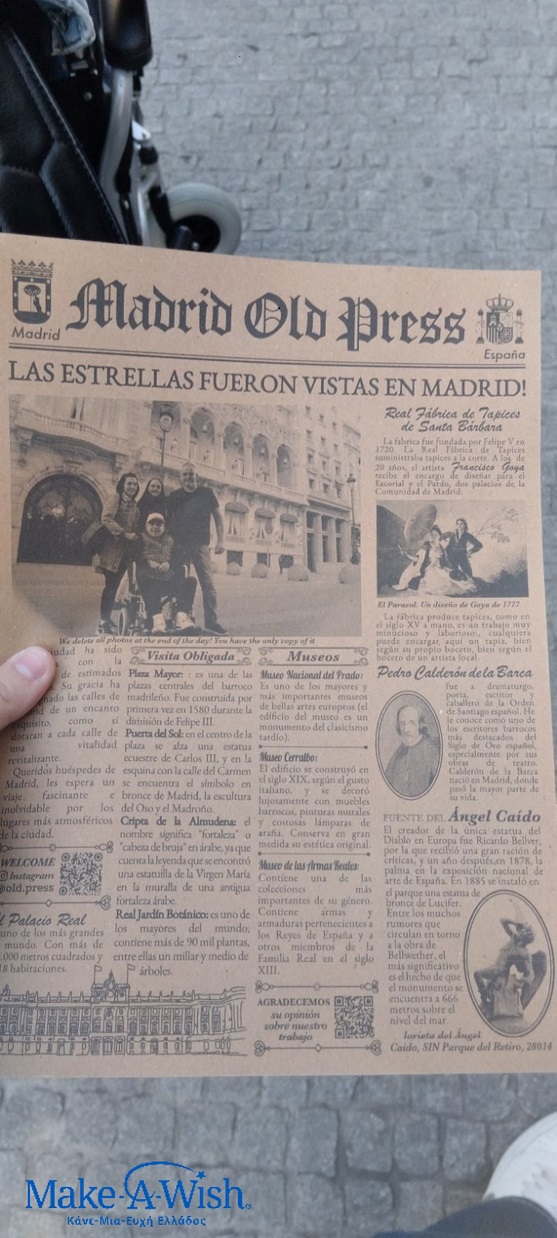 Madrid
Madrid Old Press
España
LAS ESTRELLAS FUERON VISTAS EN MADRID!
We delete all photos at the end of the day! You have the only copy of it
ciudad ha sido
con la
de estimados
Su gracia ha
nado las calles de
de un encanto
xquisito, como si
dotaran a cada calle de
una vitalidad
revitalizante.
Queridos huéspedes de
Madrid, les espera un
viaje fascinante e
inolvidable por los
lugares más atmosféricos
de la ciudad.
WELCOME
Instagram
old.press
l Palacio Real
uno de los más grandes
mundo. Con más de
.000 metros cuadrados y
18 habitaciones.
Visita Obligada
Plaza Mayor: : es una de las
plazas centrales del barroco
madrileño. Fue construida por
primera vez en 1580 durante la
dimisión de Felipe III.
Puerta del Sol: en el centro de la
plaza se alza una estatua
ecuestre de Carlos III, y en la
esquina con la calle del Carmen
se encuentra el símbolo en
bronce de Madrid, la escultura
del Oso y el Madroño.
Cripta de la Almudena: el
nombre significa "fortaleza" o
"cabeza de bruja" en árabe, ya que
cuenta la leyenda que se encontró
una estatuilla de la Virgen María
en la muralla de una antigua
fortaleza árabe.
Real Jardín Botánico: es uno de
los mayores del mundo;
contiene más de 90 mil plantas,
entre ellas un millar y medio de
árboles.
Museos
Museo Nacional del Prado:
Es uno de los mayores y
más importantes museos
de bellas artes europeos (el
edificio del museo es un
monumento del clasicismo
tardío).
Museo Cerralbo:
El edificio se construyó en
el siglo XIX, según el gusto
italiano, y se decoró
lujosamente con muebles
barrocos, pinturas murales
y costosas lámparas de
araña. Conserva en gran
medida su estética original.
Museo de las Armas Reales:
Contiene una de las
colecciones más
importantes de su género.
Contiene armas y
armaduras pertenecientes a
los Reyes de España y a
otros miembros de la
Familia Real en el siglo
XIII.
AGRADECEMOS
su opinión
sobre nuestro
trabajo
Real Fábrica de Tapices
de Santa Bárbara
La fábrica fue fundada por Felipe V en
1720. La Real Fábrica de Tapices
suministraba tapices a la corte. A los de
20 años, el artista Francisco Goya
recibe el encargo de diseñar para el
Escorial y el Pardo, dos palacios de la
Comunidad de Madrid.
El Parasol. Un diseño de Goya de 1777
La fábrica produce tapices, como en
el siglo XV a mano, es un trabajo muy
minucioso y laborioso;, cualquiera
puede encargar aquí un tapiz, bien
según su propio boceto, bien según el
boceto de un artista local.
Pedro Calderón de la Barca
fue a dramaturgo,
poeta, escritor y
caballero de la Orden
de Santiago español. He
le conoce como uno de
los escritores barrocos
más destacados del
Siglo de Oro español,
especialmente por sus
obras de teatro.
Calderón de la Barca
nació en Madrid, donde
pasó la mayor parte de
su vida.
FUENTE DEL Ángel Caído
El creador de la única estatua del
Diablo en Europa fue Ricardo Bellver,
por la que recibió una gran ración de
críticas, y un año después,en 1878, la
palma en la exposición nacional de
arte de España. En 1885 se instaló en
el parque una estatua de
bronce de Lucifer.
Entre los muchos
rumores que
circulan en torno
a la obra de
Bellwether, el
más significativo
es el hecho de que
el monumento se
encuentra a 666
metros sobre el
nivel del mar
lorieta del Ángel
Caído, SIN Parque del Retiro, 28014
Make-A-Wish®
Κάνε-Μια-Ευχή Ελλάδος